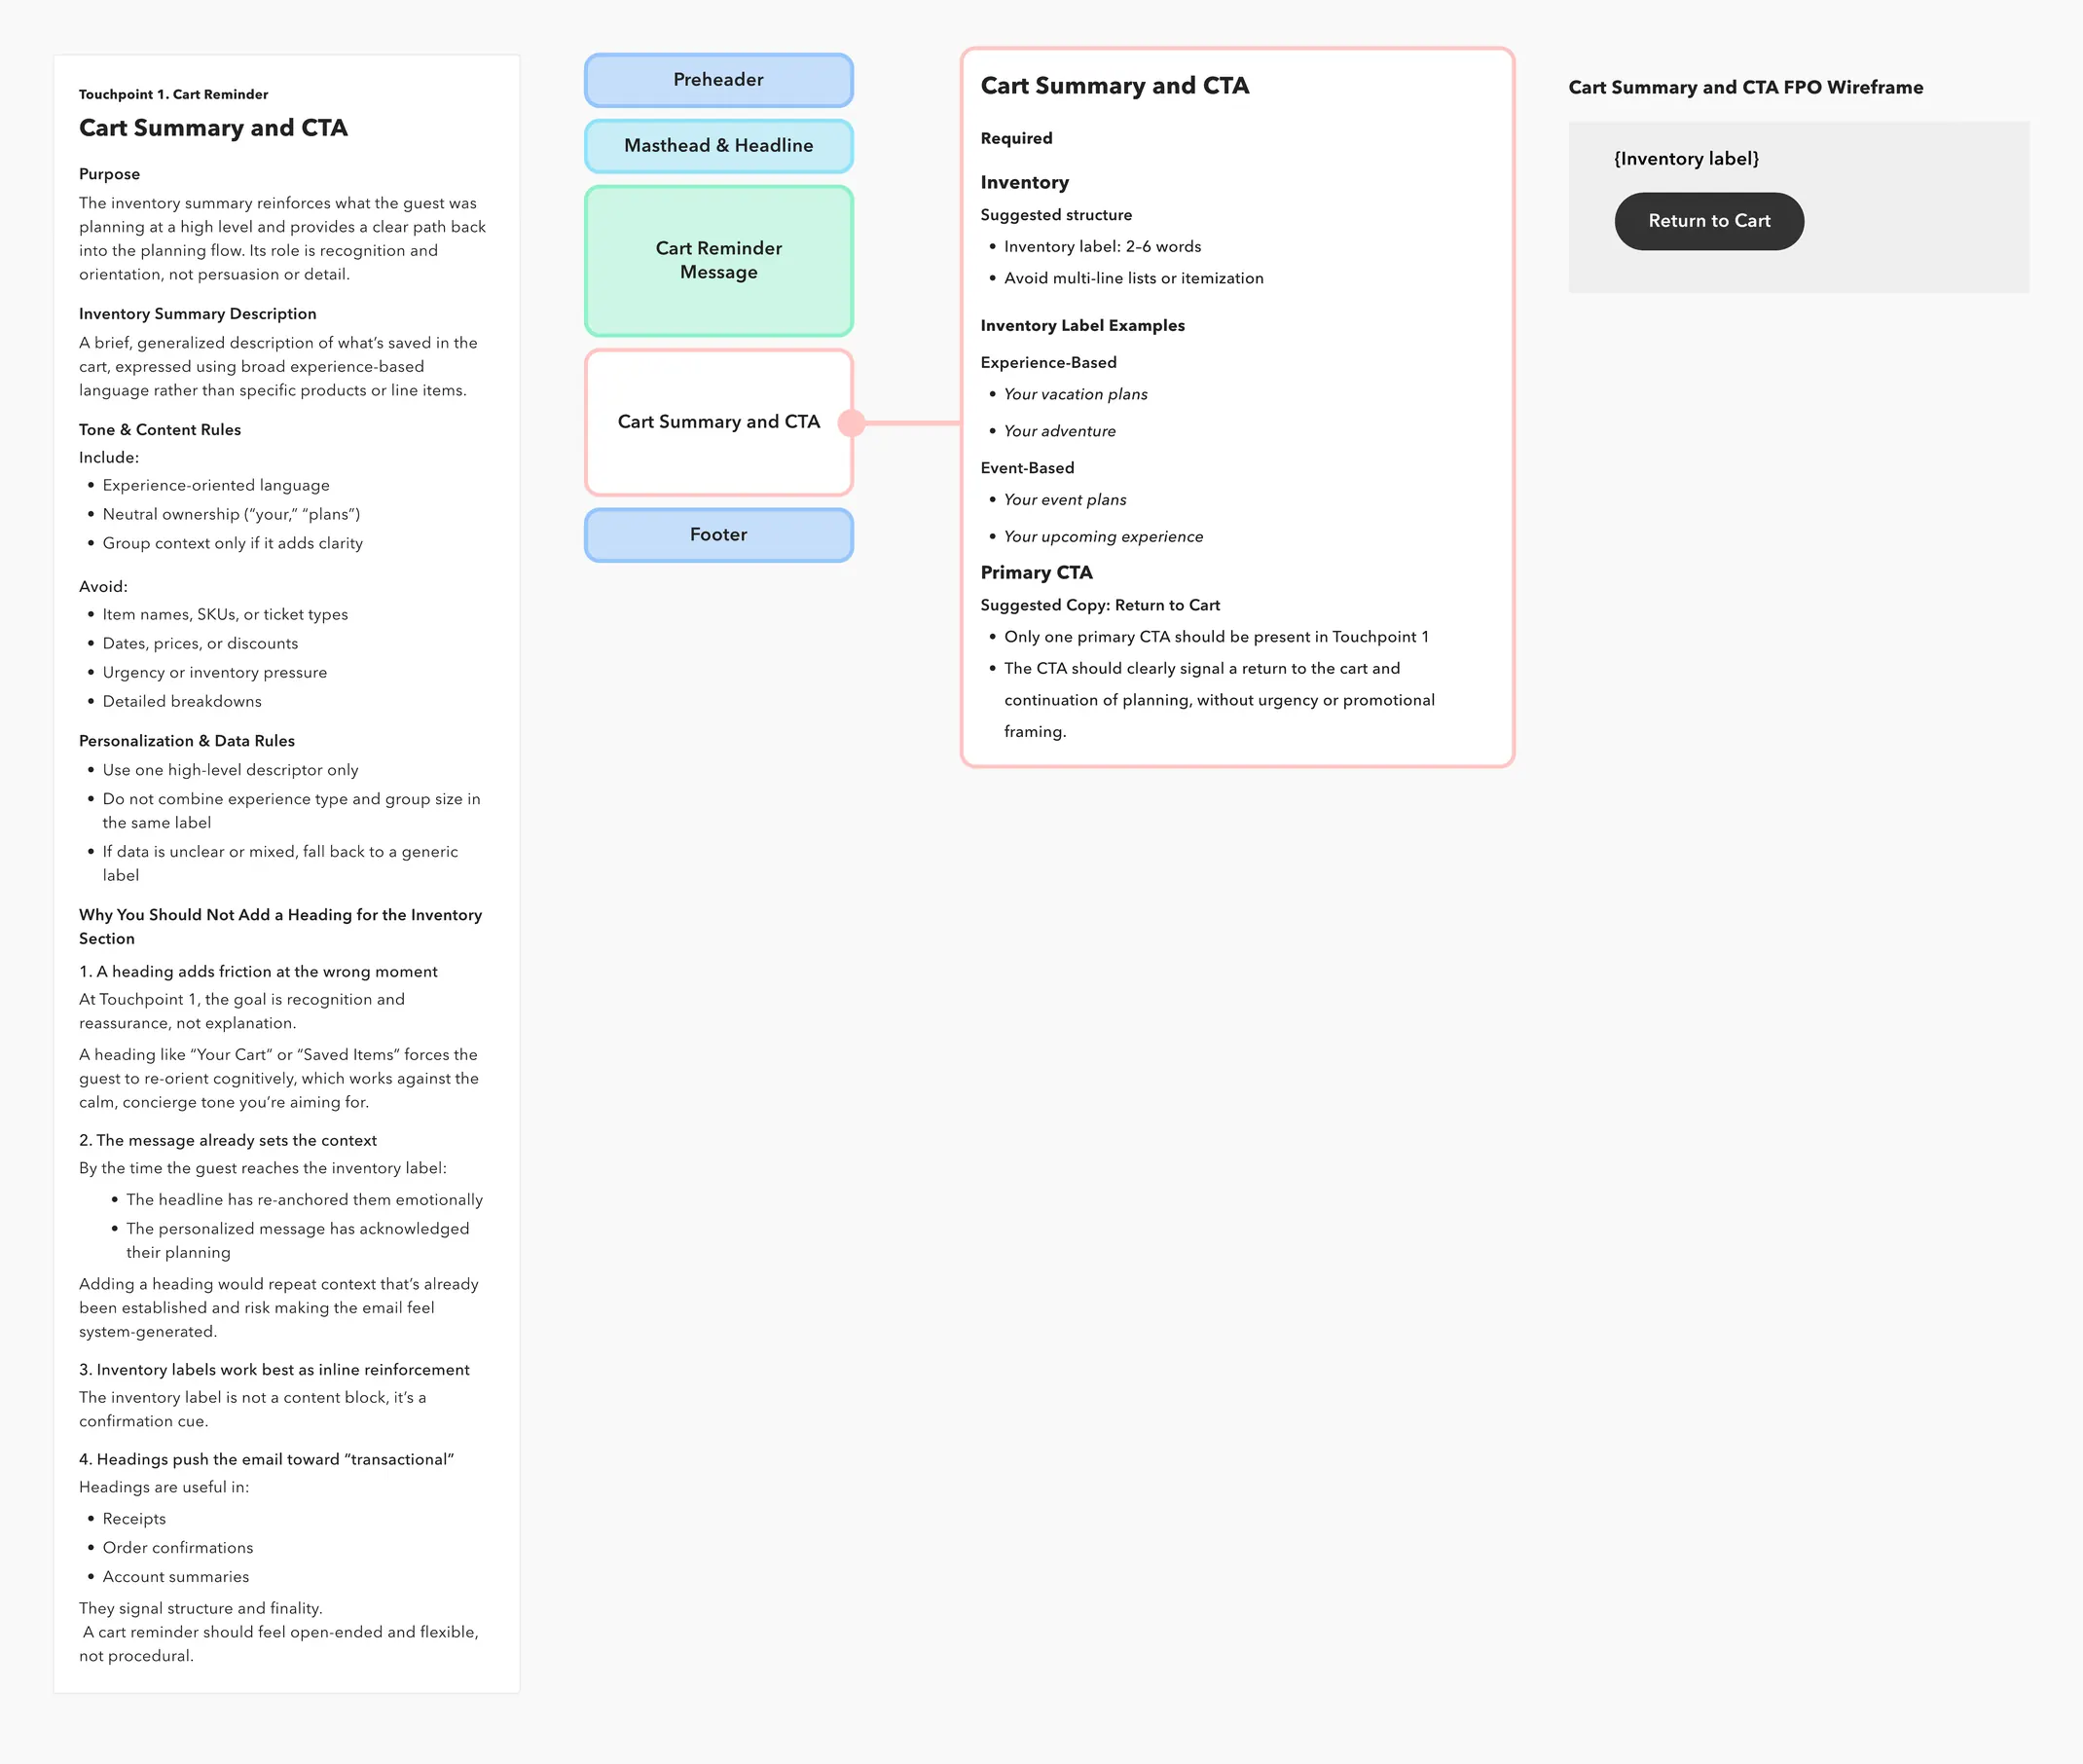 Touchpoint 1. Cart Reminder
Cart Summary and CTA
Purpose
The inventory summary reinforces what the guest was
planning at a high level and provides a clear path back
into the planning flow. Its role is recognition and
orientation, not persuasion or detail.
Inventory Summary Description
A brief, generalized description of what’s saved in the
cart, expressed using broad experience-based
language rather than specific products or line items.
Tone & Content Rules
Include:
• Experience-oriented language
• Neutral ownership (“your,” “plans”)
• Group context only if it adds clarity
Avoid:
• Item names, SKUs, or ticket types
• Dates, prices, or discounts
• Urgency or inventory pressure
• Detailed breakdowns
Personalization & Data Rules
• Use one high-level descriptor only
• Do not combine experience type and group size in
the same label
• If data is unclear or mixed, fall back to a generic
label
Why You Should Not Add a Heading for the Inventory
Section
1. A heading adds friction at the wrong moment
At Touchpoint 1, the goal is recognition and
reassurance, not explanation.
A heading like “Your Cart” or “Saved Items” forces the
guest to re-orient cognitively, which works against the
calm, concierge tone you’re aiming for.
2. The message already sets the context
By the time the guest reaches the inventory label:
• The headline has re-anchored them emotionally
• The personalized message has acknowledged
their planning
Adding a heading would repeat context that’s already
been established and risk making the email feel
system-generated.
3. Inventory labels work best as inline reinforcement
The inventory label is not a content block, it’s a
confirmation cue.
4. Headings push the email toward “transactional”
Headings are useful in:
• Receipts
• Order confirmations
• Account summaries
They signal structure and finality.
A cart reminder should feel open-ended and flexible,
not procedural.
Preheader
Masthead & Headline
Cart Reminder
Message
Cart Summary and CTA
Footer
Cart Summary and CTA
Required
Inventory
Suggested structure
• Inventory label: 2–6 words
• Avoid multi-line lists or itemization
Inventory Label Examples
Experience-Based
• Your vacation plans
• Your adventure
Event-Based
• Your event plans
• Your upcoming experience
Primary CTA
Suggested Copy: Return to Cart
• Only one primary CTA should be present in Touchpoint 1
• The CTA should clearly signal a return to the cart and
continuation of planning, without urgency or promotional
framing.
Cart Summary and CTA FPO Wireframe
{Inventory label}
Return to Cart